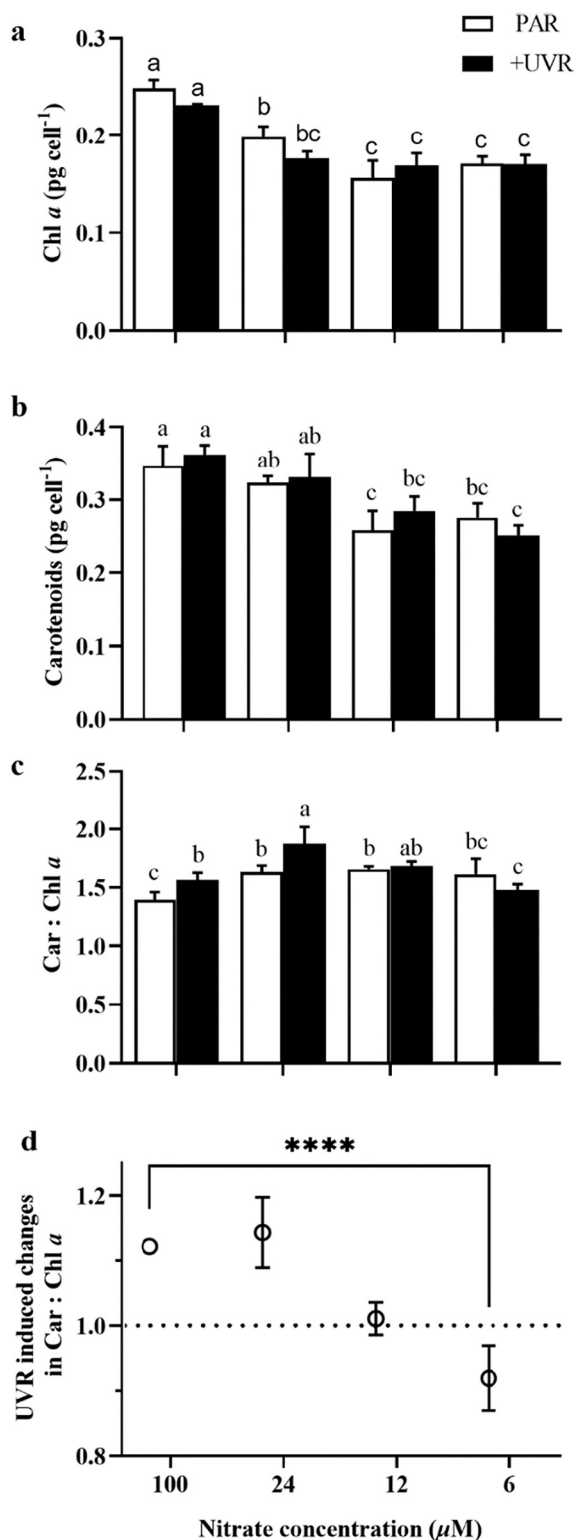 a
PAR
+UVR
0.3
0.2
0.1
0.0
Chl a (pg cell-1)
a a b bc c c c c
b
0.4
0.3
0.2
0.1
0.0
Carotenoids (pg cell-1)
a a ab ab c bc bc c
c
2.5
2.0
1.5
1.0
0.5
0.0
Car : Chl a
c b b a b ab bc c
d
****
1.2
1.0
0.8
UVR induced changes
in Car : Chl a
100 24 12 6
Nitrate concentration (µM)